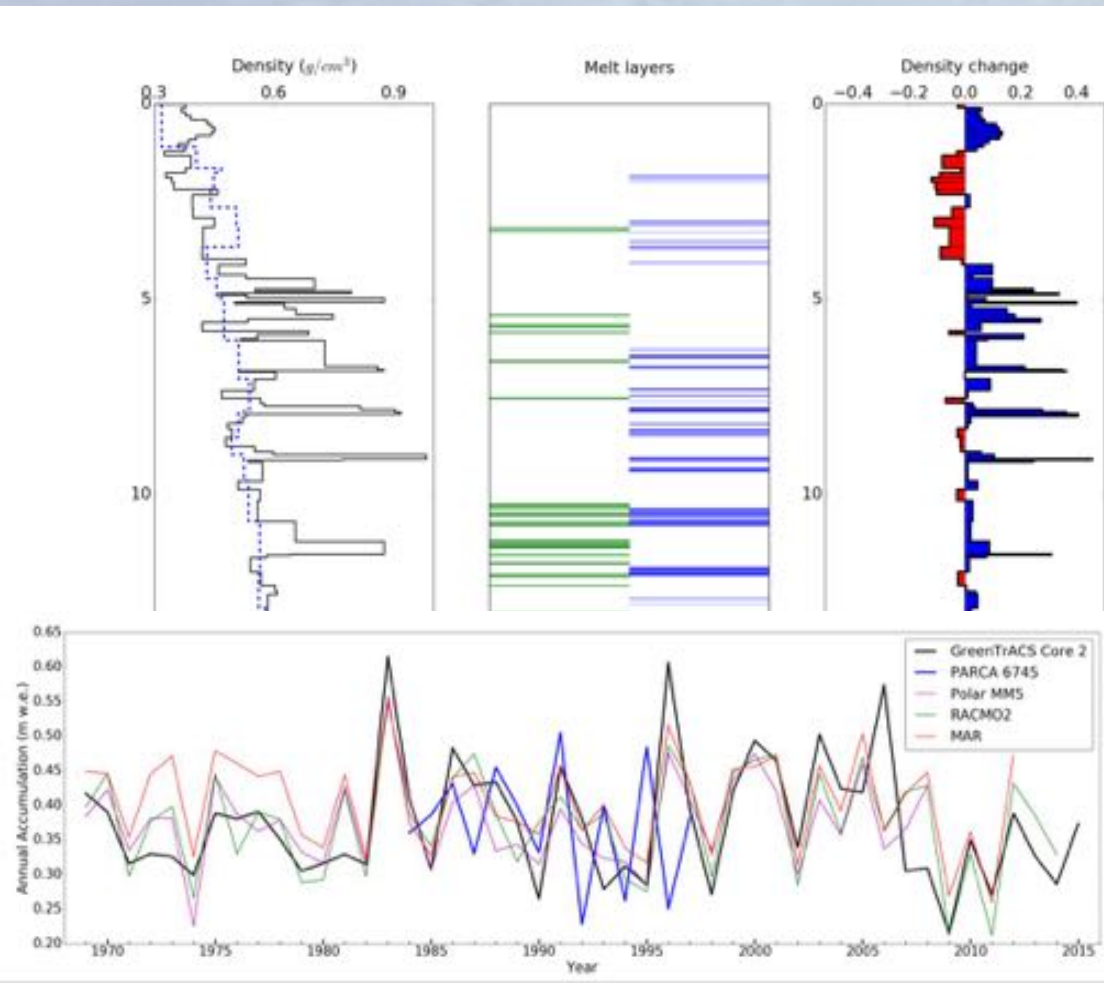 Density (g/cm³)
0.3 0.6 0.9
0
5
10
Melt layers
Density change
−0.4 −0.2 0.0 0.2 0.4
0
5
10
0.65
0.60
0.55
0.50
0.45
0.40
0.35
0.30
0.25
0.20
Annual Accumulation (m w.e.)
GreenTrACS Core 2
PARCA 6745
Polar MM5
RACMO2
MAR
1970 1975 1980 1985 1990 1995 2000 2005 2010 2015
Year